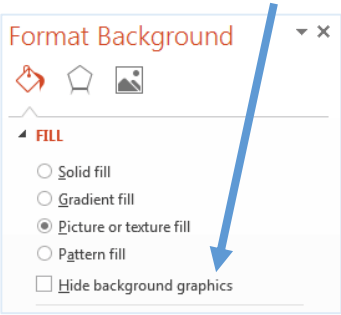 Format Background
FILL
Solid fill
Gradient fill
Picture or texture fill
Pattern fill
Hide background graphics